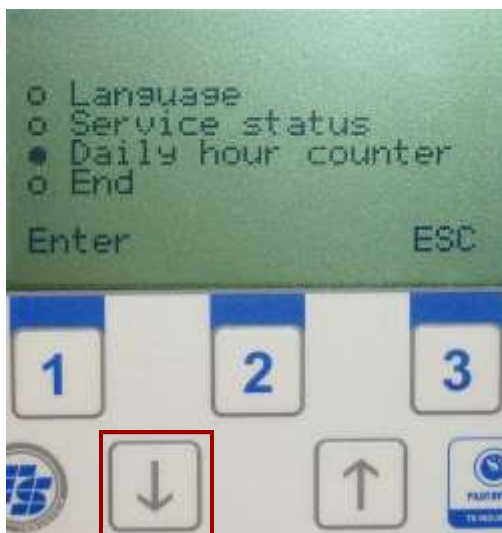 o Language
o Service status
● Daily hour counter
o End
Enter ESC
1 2 3
↓ ↑